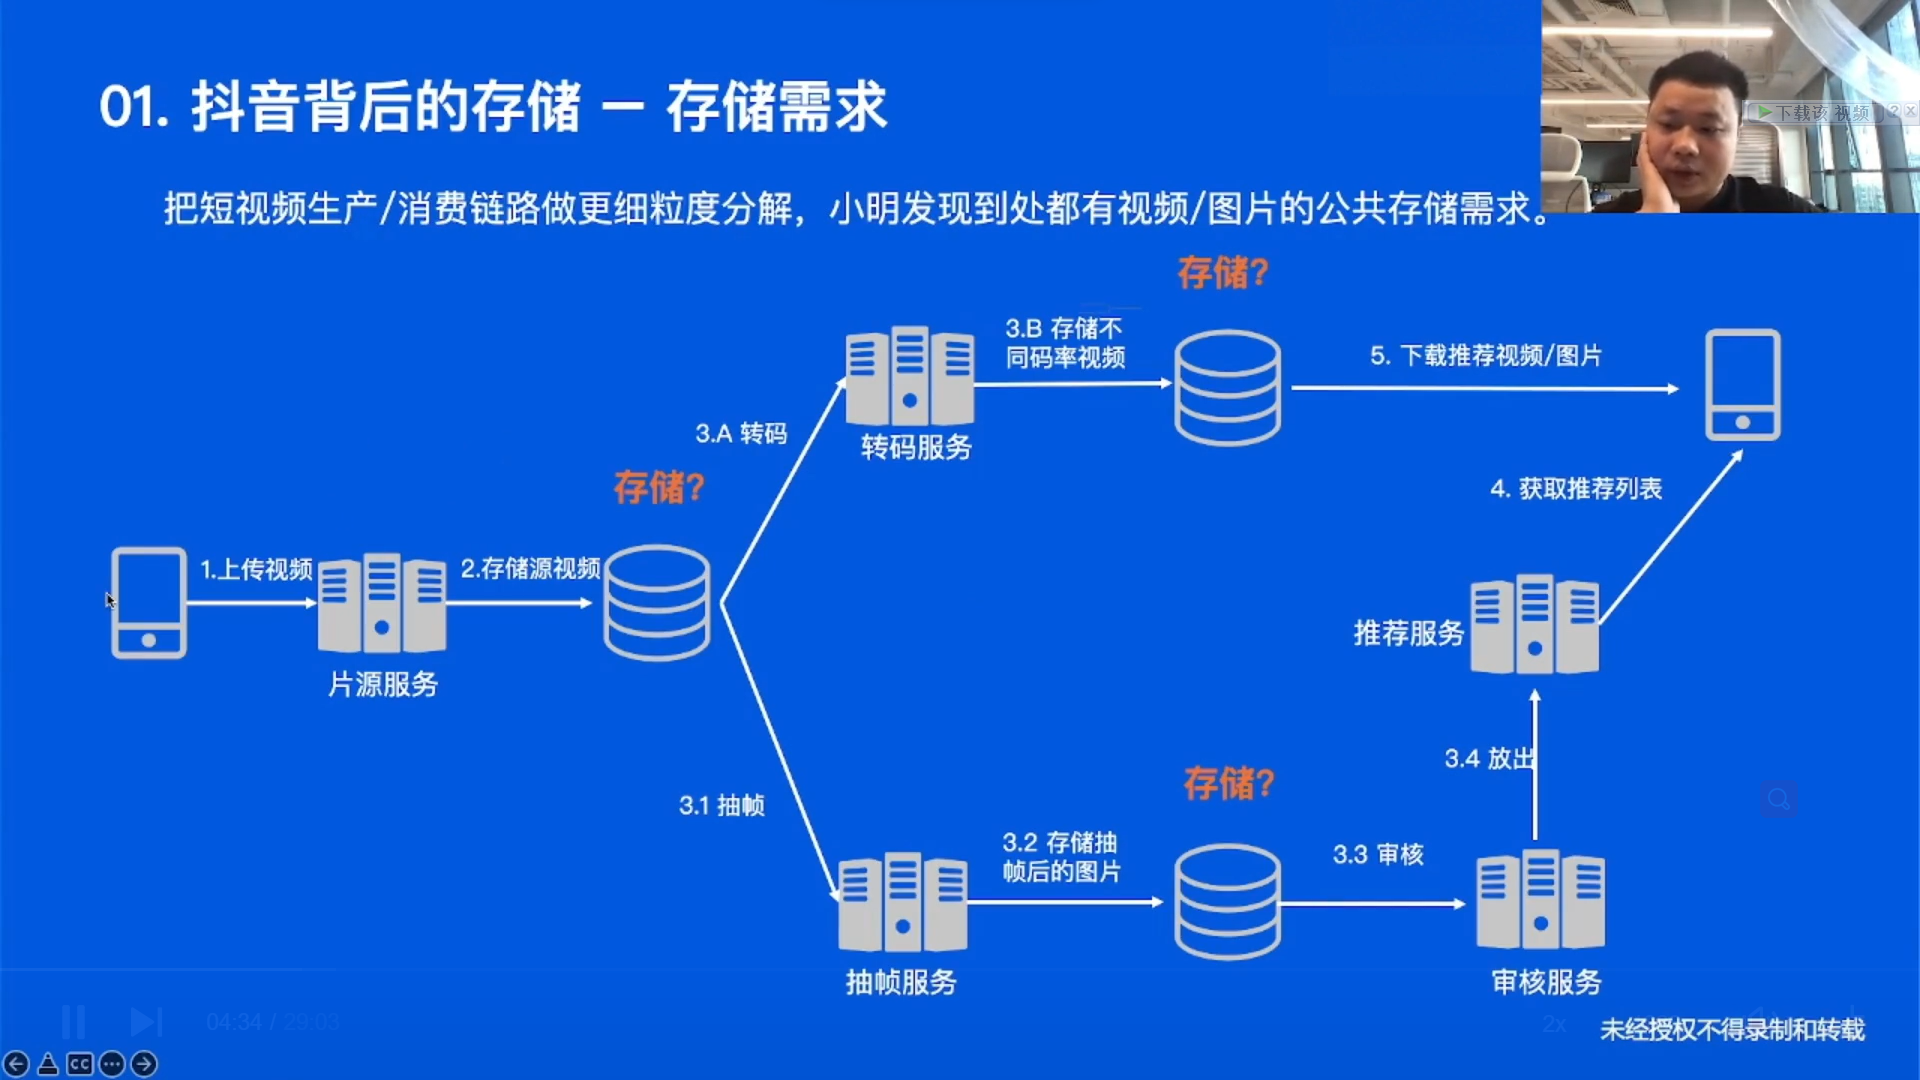 01. 抖音背后的存储 — 存储需求
下载该 视频
把短视频生产/消费链路做更细粒度分解，小明发现到处都有视频/图片的公共存储需求。
存储?
3.B 存储不
同码率视频
5. 下载推荐视频/图片
3.A 转码
转码服务
存储?
4. 获取推荐列表
1.上传视频
2.存储源视频
片源服务
推荐服务
3.4 放出
存储?
3.1 抽帧
3.2 存储抽
帧后的图片
3.3 审核
抽帧服务
审核服务
04:34 / 29:03
2x
未经授权不得录制和转载
CC